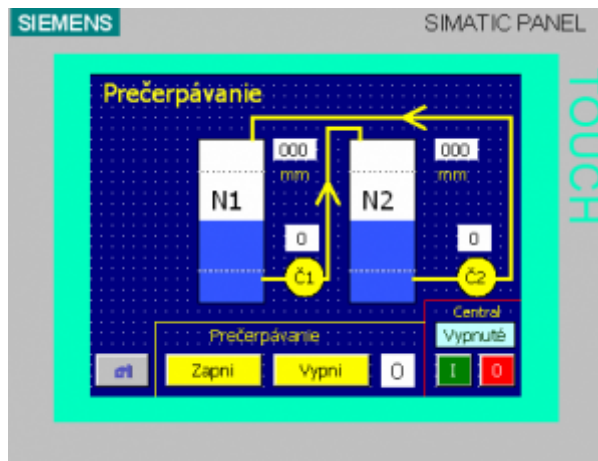 SIEMENS
SIMATIC PANEL
TOUCH
Prečerpávanie
000
000
mm
mm
N1
N2
0
0
Č1
Č2
Central
Prečerpávanie
Vypnuté
Zapni
Vypni
0
I
0